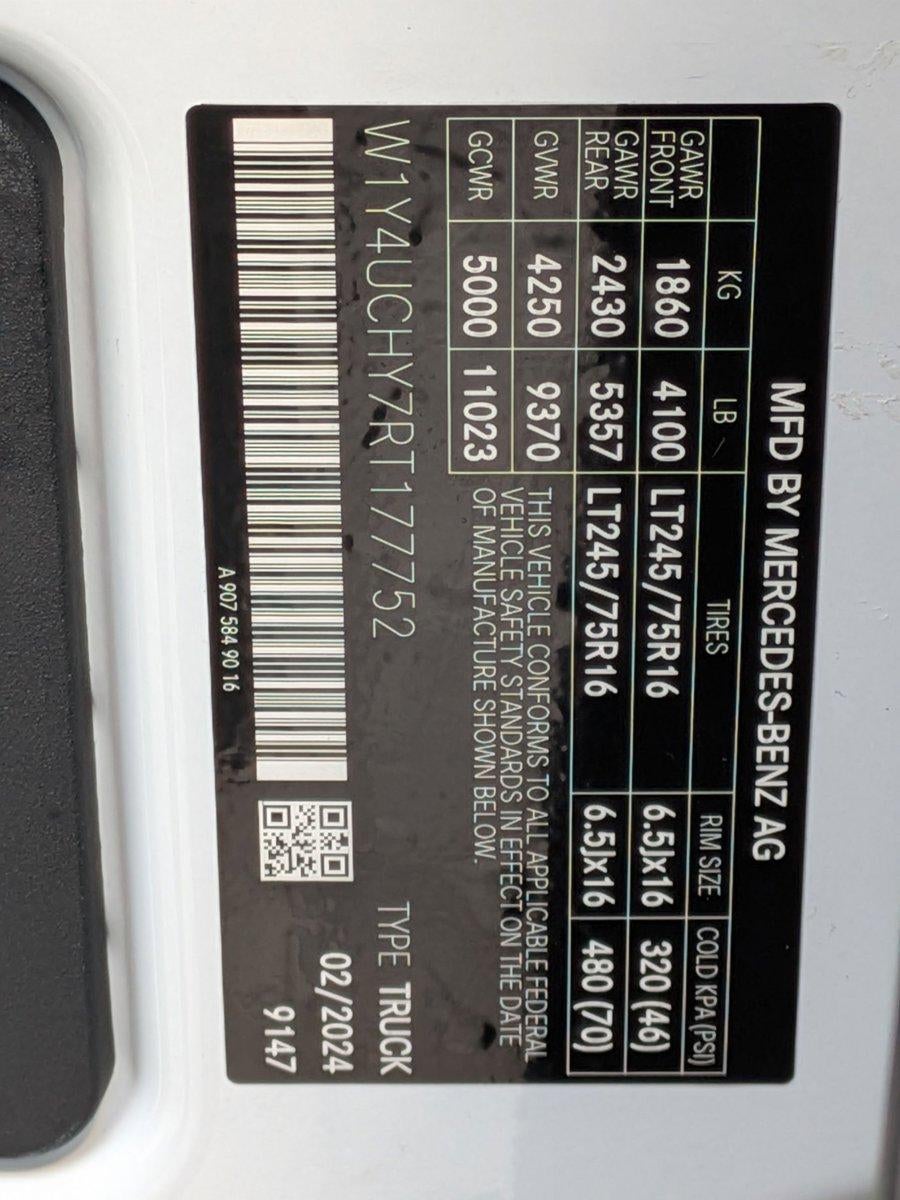 MFD BY MERCEDES-BENZ AG
KG LB TIRES RIM SIZE COLD KPA (PSI)
GAWR FRONT 1860 4100 LT245/75R16 6.5Jx16 320 (46)
GAWR REAR 2430 5357 LT245/75R16 6.5Jx16 480 (70)
GVWR 4250 9370
GCWR 5000 11023
THIS VEHICLE CONFORMS TO ALL APPLICABLE FEDERAL
VEHICLE SAFETY STANDARDS IN EFFECT ON THE DATE
OF MANUFACTURE SHOWN BELOW.
W1Y4UCHY7RT17752
TYPE TRUCK
02/2024
9147
A 907 584 90 16